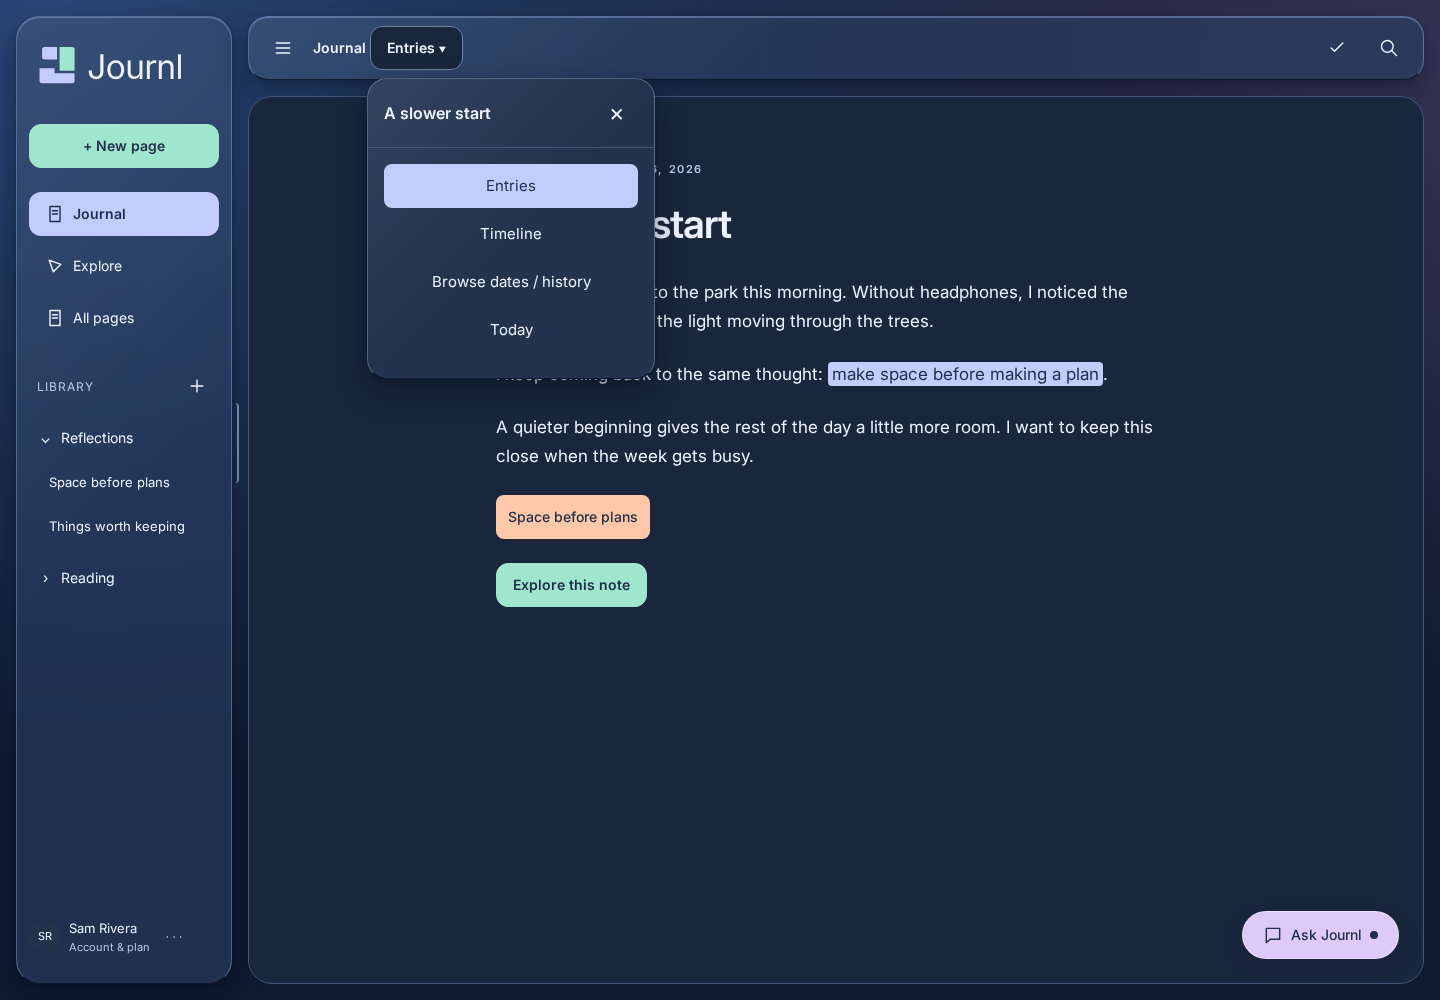 Journl
+ New page
Journal
Explore
All pages
LIBRARY
Reflections
Space before plans
Things worth keeping
Reading
SR
Sam Rivera
Account & plan
Journal
Entries ▾
A slower start
Entries
Timeline
Browse dates / history
Today
, 2026
start
to the park this morning. Without headphones, I noticed the
the light moving through the trees.
to the same thought: make space before making a plan.
A quieter beginning gives the rest of the day a little more room. I want to keep this
close when the week gets busy.
Space before plans
Explore this note
Ask Journl